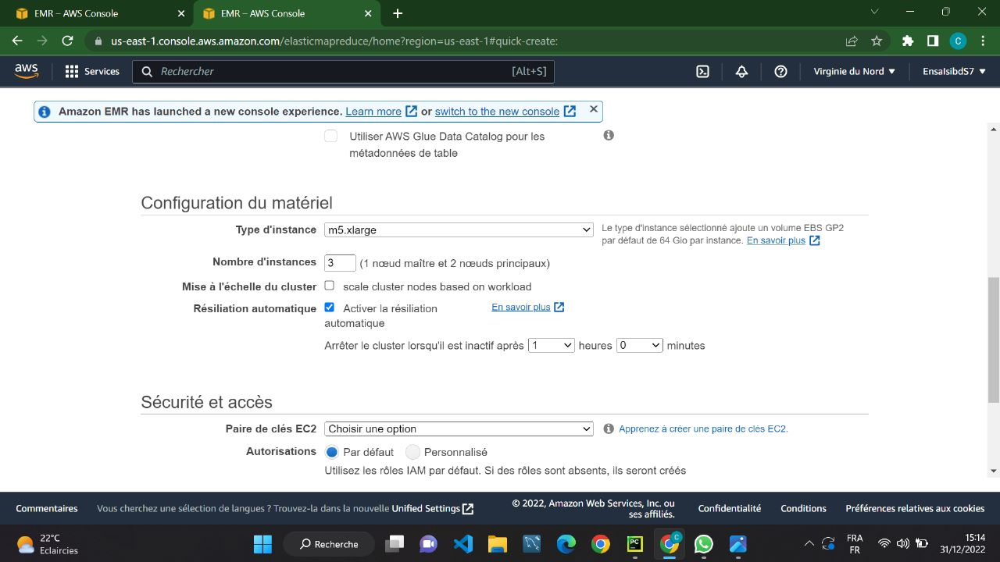 EMR – AWS Console
EMR – AWS Console
us-east-1.console.aws.amazon.com/elasticmapreduce/home?region=us-east-1#quick-create:
C
aws
Services
Rechercher
[Alt+S]
Virginie du Nord
EnsaIsibdS7
Amazon EMR has launched a new console experience. Learn more or switch to the new console
Utiliser AWS Glue Data Catalog pour les
métadonnées de table
Configuration du matériel
Type d'instance
m5.xlarge
Le type d'instance sélectionné ajoute un volume EBS GP2
par défaut de 64 Gio par instance. En savoir plus
Nombre d'instances
3
(1 nœud maître et 2 nœuds principaux)
Mise à l'échelle du cluster
scale cluster nodes based on workload
Résiliation automatique
Activer la résiliation
automatique
En savoir plus
Arrêter le cluster lorsqu'il est inactif après 1 heures 0 minutes
Sécurité et accès
Paire de clés EC2
Choisir une option
Apprenez à créer une paire de clés EC2.
Autorisations
Par défaut
Personnalisé
Utilisez les rôles IAM par défaut. Si des rôles sont absents, ils seront créés
Commentaires
Vous cherchez une sélection de langues ? Trouvez-la dans la nouvelle Unified Settings
© 2022, Amazon Web Services, Inc. ou
ses affiliés.
Confidentialité
Conditions
Préférences relatives aux cookies
22°C
Eclaircies
Recherche
PC
C
FRA
FR
15:14
31/12/2022